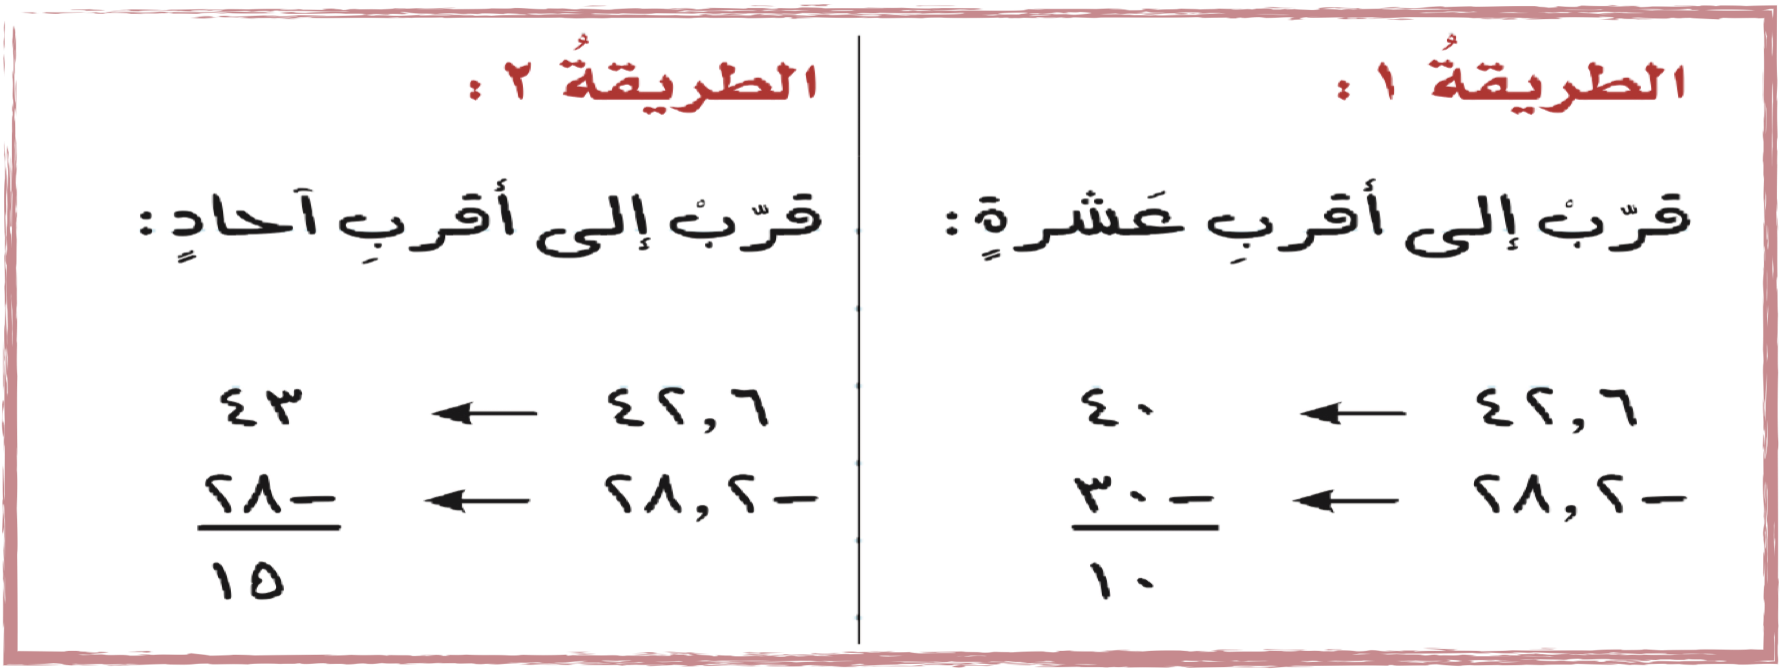 الطريقةُ ١ :
قرّبْ إلى أقربِ عَشرةٍ :
٤٢,٦ ← ٤٠
−٢٨,٢ ← −٣٠
١٠
الطريقةُ ٢ :
قرّبْ إلى أقربِ آحادٍ :
٤٢,٦ ← ٤٣
−٢٨,٢ ← −٢٨
١٥